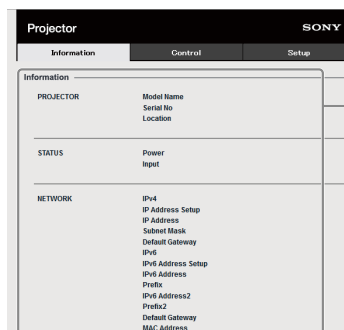 Projector SONY
Information Control Setup
Information
PROJECTOR Model Name
Serial No
Location
STATUS Power
Input
NETWORK IPv4
IP Address Setup
IP Address
Subnet Mask
Default Gateway
IPv6
IPv6 Address Setup
IPv6 Address
Prefix
IPv6 Address2
Prefix2
Default Gateway
MAC Address